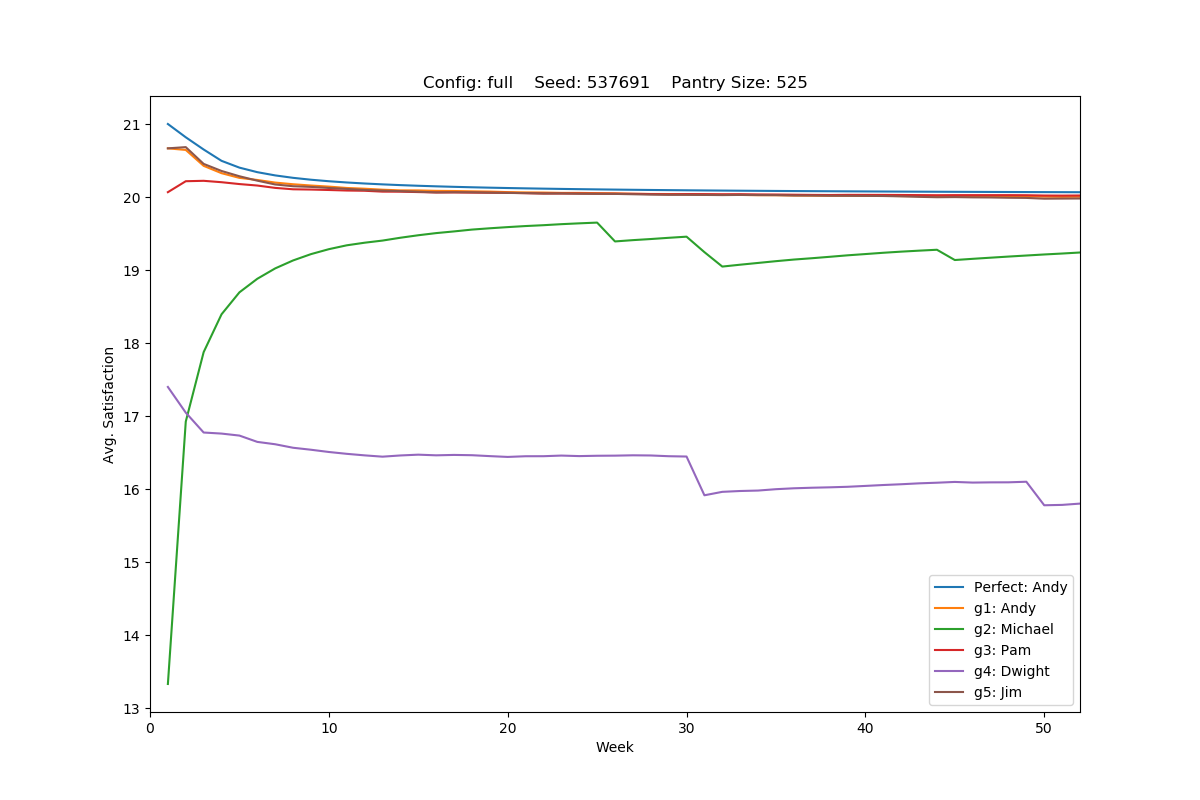 Config: full    Seed: 537691    Pantry Size: 525
21
20
19
18
17
16
15
14
13
Avg. Satisfaction
0 10 20 30 40 50
Week
Perfect: Andy
g1: Andy
g2: Michael
g3: Pam
g4: Dwight
g5: Jim